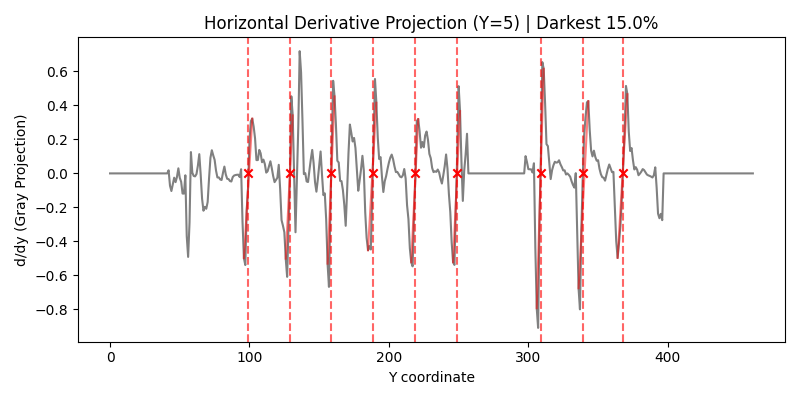 Horizontal Derivative Projection (Y=5) | Darkest 15.0%
d/dy (Gray Projection)
0.6
0.4
0.2
0.0
−0.2
−0.4
−0.6
−0.8
0 100 200 300 400
Y coordinate